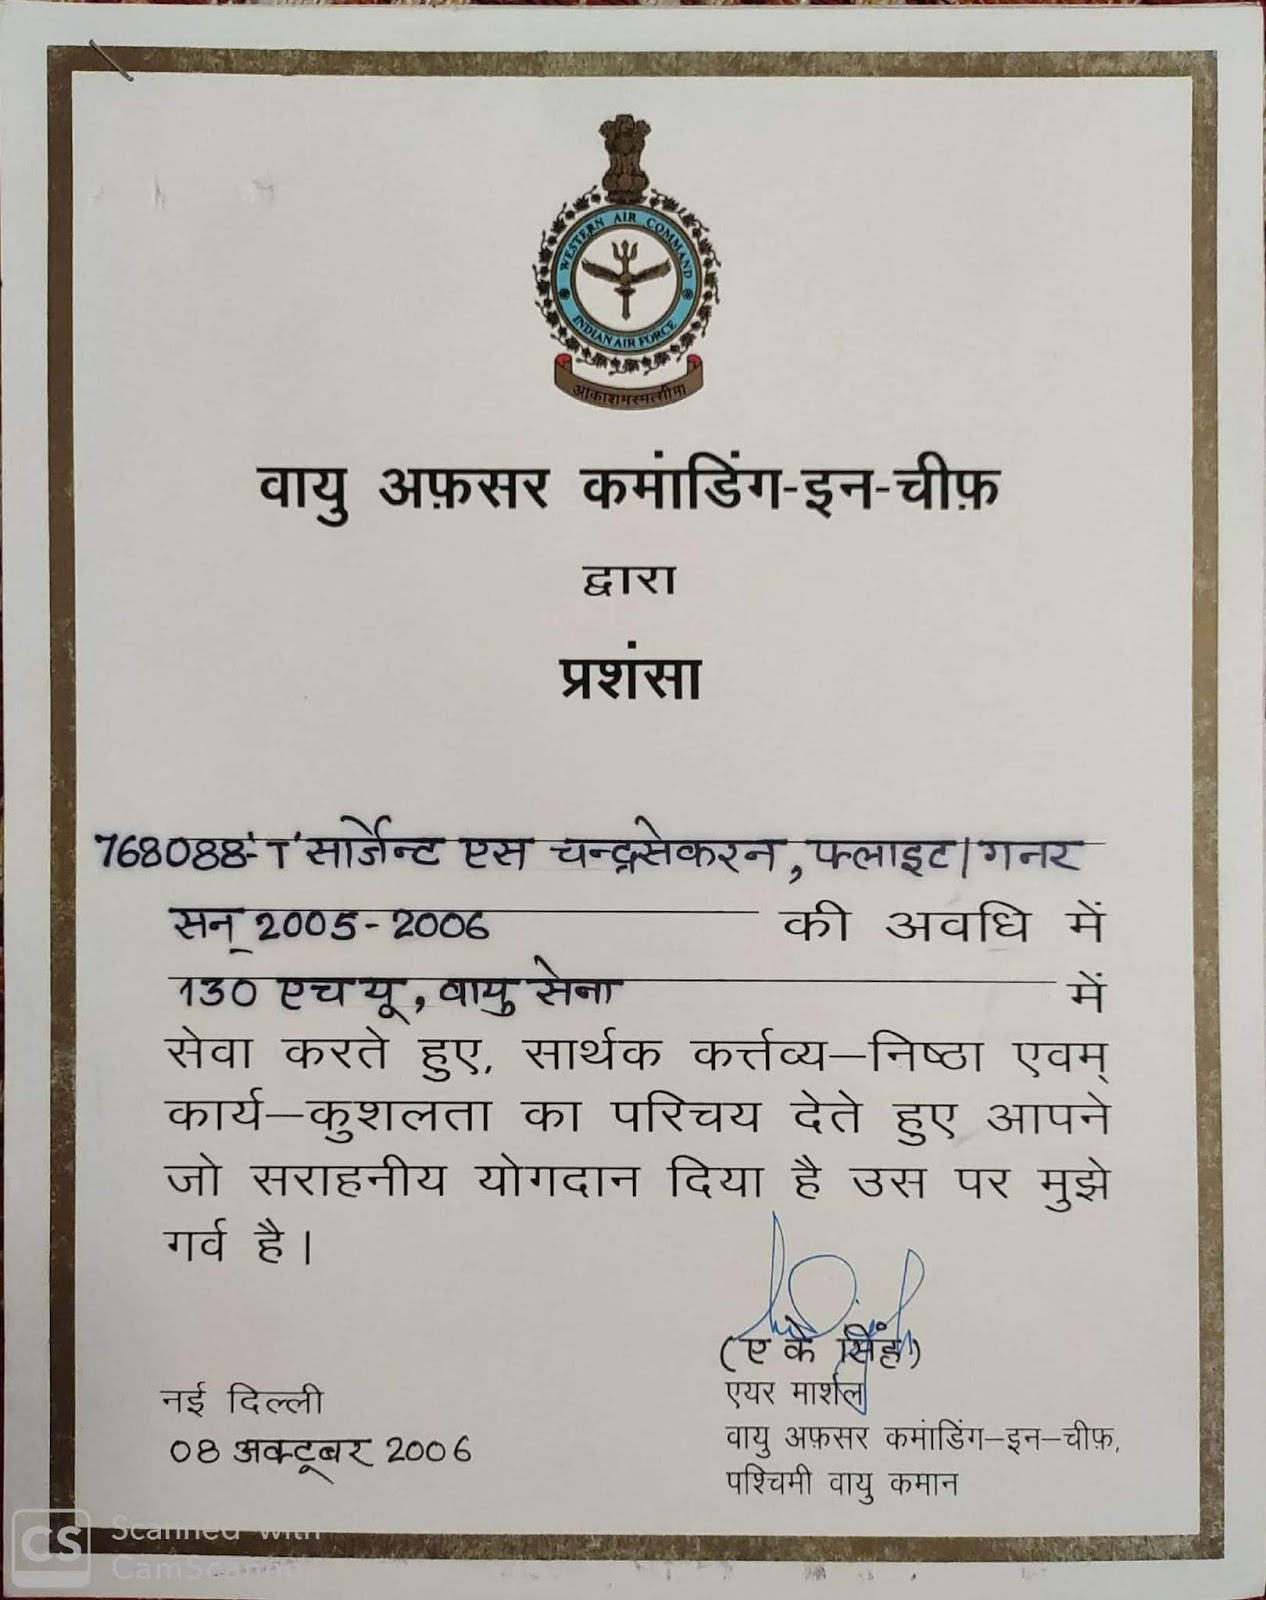 WESTERN AIR COMMAND
INDIAN AIR FORCE
वायु अफ़सर कमांडिंग-इन-चीफ़
द्वारा
प्रशंसा
768088-'T' सार्जेन्ट एस चन्द्रसेकरन, फ्लाइट/गनर
सन् 2005-2006 की अवधि में
130 एच यू, वायु सेना में
सेवा करते हुए, सार्थक कर्त्तव्य–निष्ठा एवम्
कार्य–कुशलता का परिचय देते हुए आपने
जो सराहनीय योगदान दिया है उस पर मुझे
गर्व है।
(ए के सिंह)
एयर मार्शल
वायु अफ़सर कमांडिंग–इन–चीफ़,
पश्चिमी वायु कमान
नई दिल्ली
08 अक्टूबर 2006
CS Scanned with
CamScanner